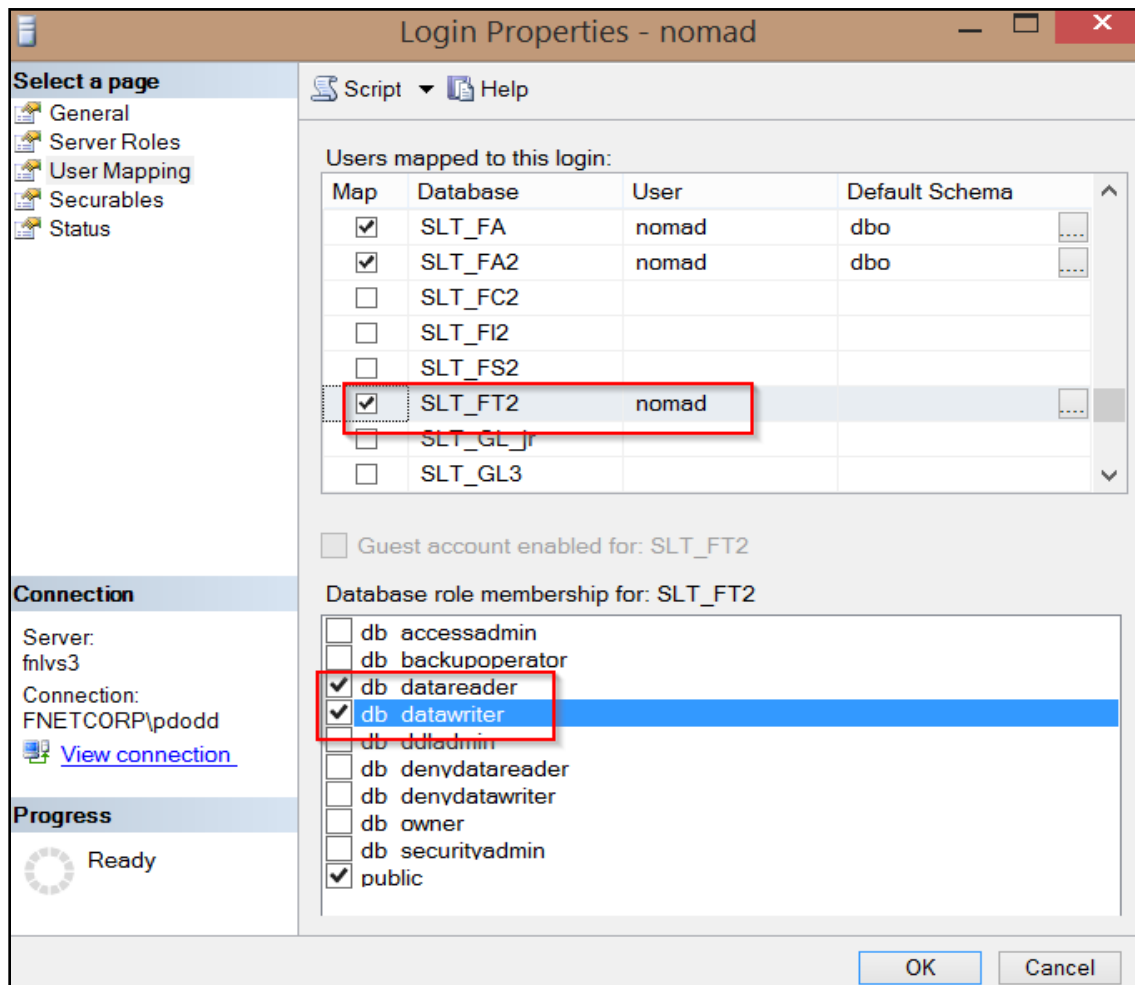 Login Properties - nomad
Select a page
General
Server Roles
User Mapping
Securables
Status
Script Help
Users mapped to this login:
Map Database User Default Schema
SLT_FA nomad dbo ....
SLT_FA2 nomad dbo ....
SLT_FC2
SLT_FI2
SLT_FS2
SLT_FT2 nomad ....
SLT_GL_jr
SLT_GL3
Guest account enabled for: SLT_FT2
Connection
Server:
fnlvs3
Connection:
FNETCORP\pdodd
View connection
Progress
Ready
Database role membership for: SLT_FT2
db_accessadmin
db_backupoperator
db_datareader
db_datawriter
db_ddladmin
db_denydatareader
db_denydatawriter
db_owner
db_securityadmin
public
OK Cancel